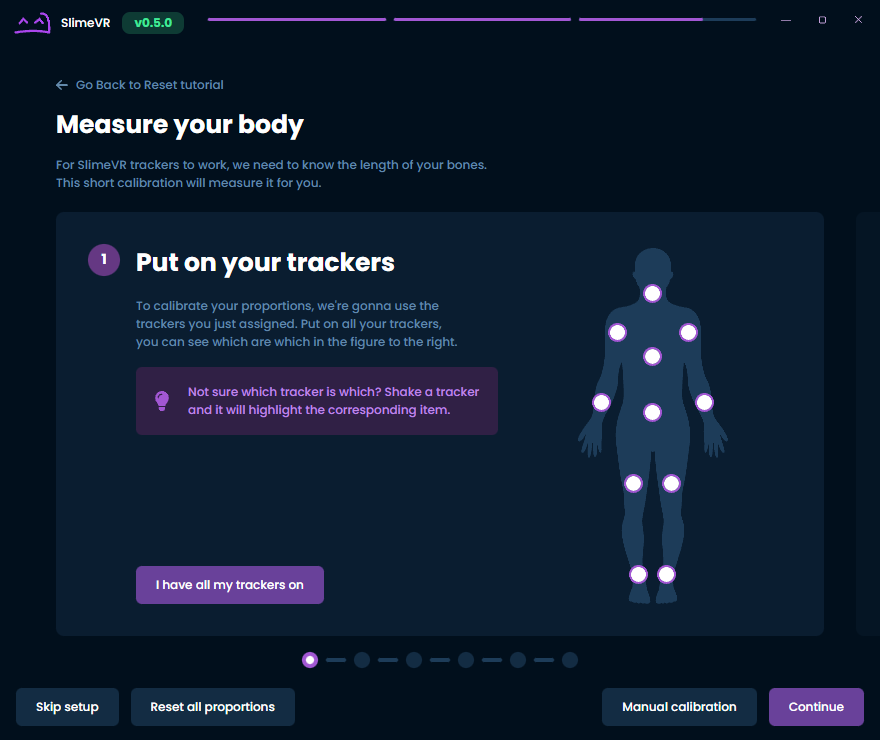 SlimeVR
v0.5.0
Go Back to Reset tutorial
Measure your body
For SlimeVR trackers to work, we need to know the length of your bones.
This short calibration will measure it for you.
1
Put on your trackers
To calibrate your proportions, we're gonna use the
trackers you just assigned. Put on all your trackers,
you can see which are which in the figure to the right.
Not sure which tracker is which? Shake a tracker
and it will highlight the corresponding item.
I have all my trackers on
Skip setup
Reset all proportions
Manual calibration
Continue